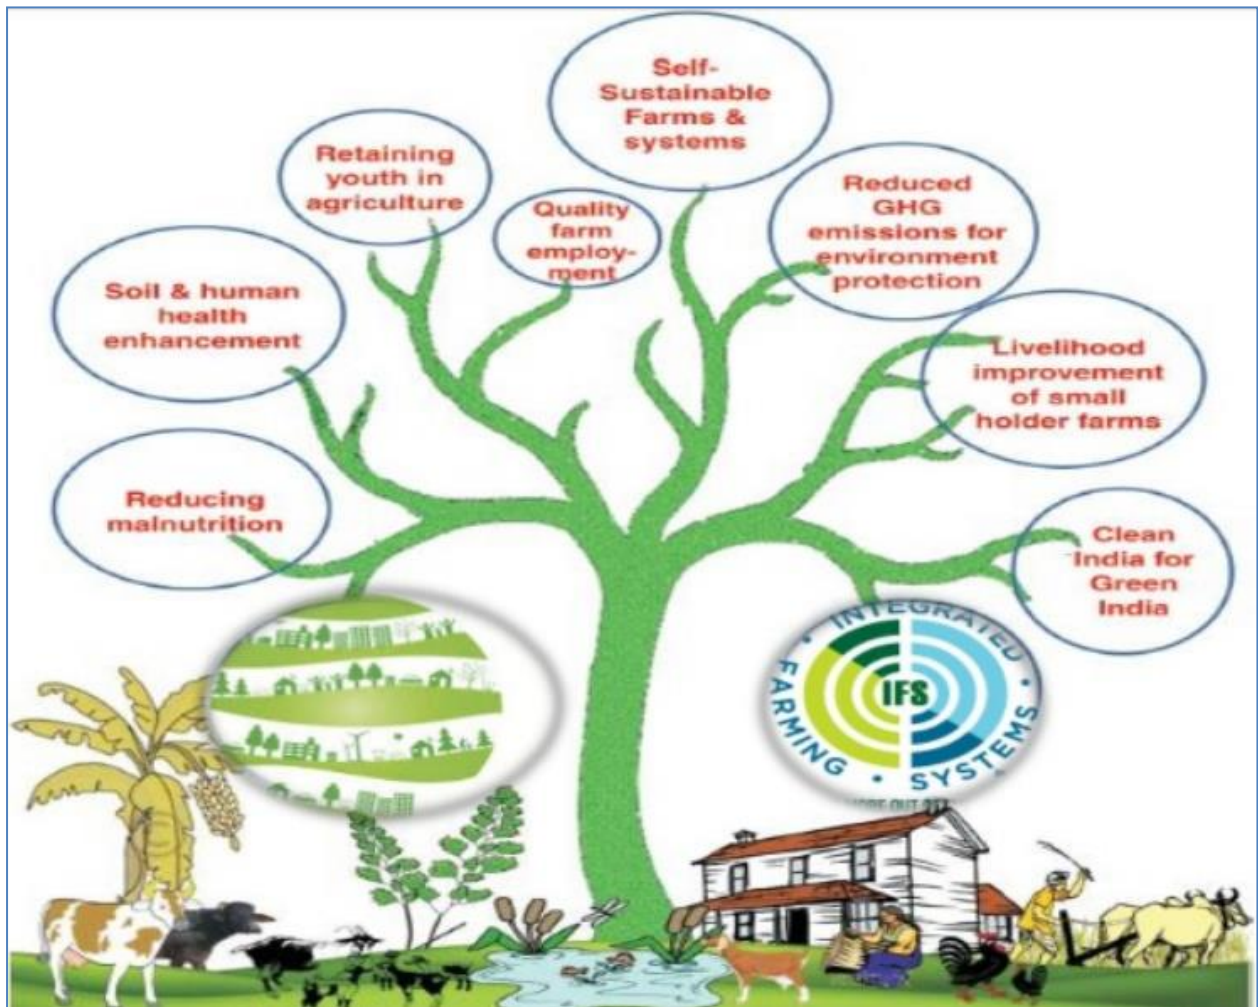 Self-
Sustainable
Farms &
systems
Retaining
youth in
agriculture
Quality
farm
employ-
ment
Reduced
GHG
emissions for
environment
protection
Soil & human
health
enhancement
Livelihood
improvement
of small
holder farms
Reducing
malnutrition
Clean
India for
Green
India
INTEGRATED
FARMING
SYSTEMS
IFS